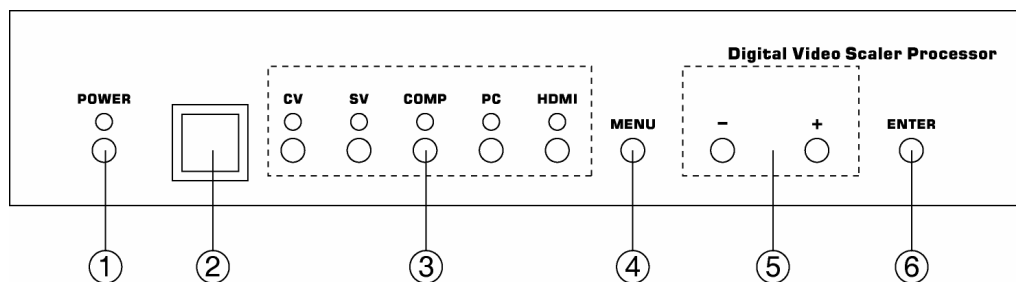 Digital Video Scaler Processor
POWER
CV SV COMP PC HDMI
MENU
− +
ENTER
1 2 3 4 5 6